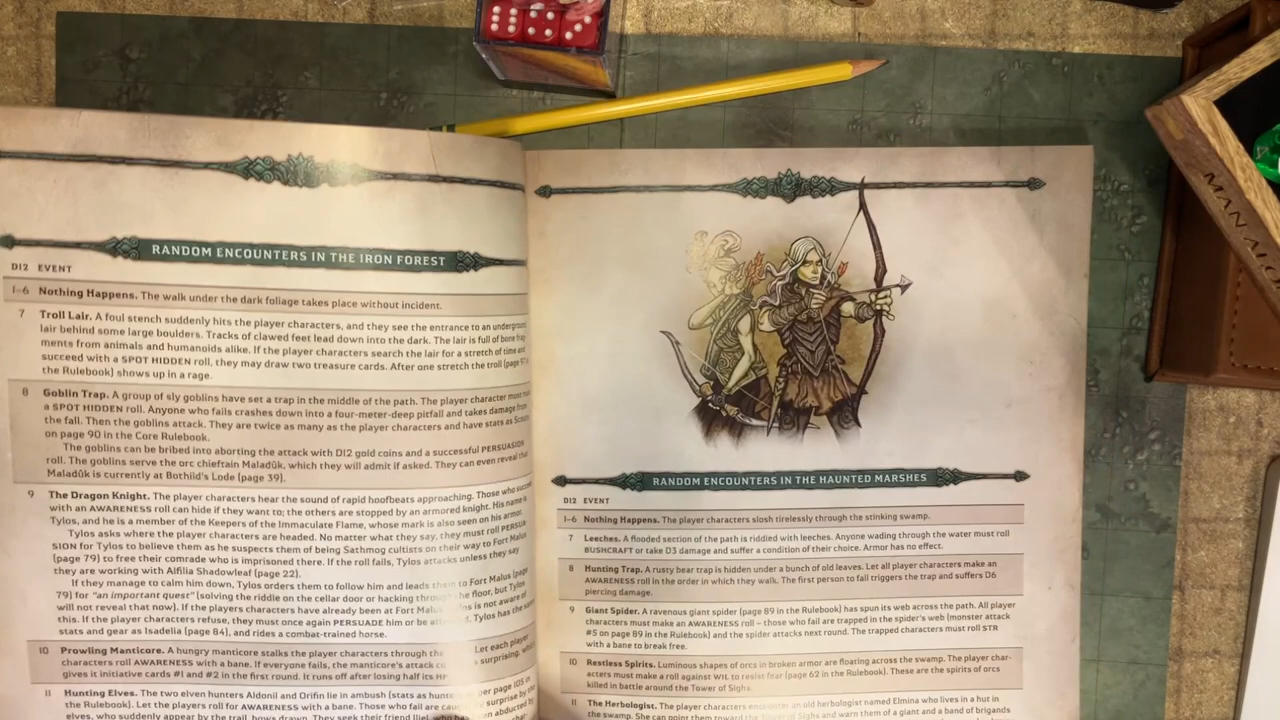 RANDOM ENCOUNTERS IN THE IRON FOREST
D12 EVENT
1–6 Nothing Happens. The walk under the dark foliage takes place without incident.
7 Troll Lair. A foul stench suddenly hits the player characters, and they see the entrance to an underground
lair behind some large boulders. Tracks of clawed feet lead down into the dark. The lair is full of bone frag-
ments from animals and humanoids alike. If the player characters search the lair for a stretch of time and
succeed with a SPOT HIDDEN roll, they may draw two treasure cards. After one stretch the troll (page
the Rulebook) shows up in a rage.
8 Goblin Trap. A group of sly goblins have set a trap in the middle of the path. The player character must
a SPOT HIDDEN roll. Anyone who fails crashes down into a four-meter-deep pitfall and takes damage from
the fall. Then the goblins attack. They are twice as many as the player characters and have stats as
on page 90 in the Core Rulebook.
The goblins can be bribed into aborting the attack with D12 gold coins and a successful PERSUASION
roll. The goblins serve the orc chieftain Maladûk, which they will admit if asked. They can even reveal that
Maladûk is currently at Bothild's Lode (page 39).
9 The Dragon Knight. The player characters hear the sound of rapid hoofbeats approaching. Those who
with an AWARENESS roll can hide if they want to; the others are stopped by an armored knight. His name is
Tylos, and he is a member of the Keepers of the Immaculate Flame, whose mark is also seen on his armor.
Tylos asks where the player characters are headed. No matter what they say, they must roll PERSUA-
SION for Tylos to believe them as he suspects them of being Sathmog cultists on their way to Fort Malus
(page 79) to free their comrade who is imprisoned there. If the roll fails, Tylos attacks unless they say
they are working with Alfilia Shadowleaf (page 22).
If they manage to calm him down, Tylos orders them to follow him and leads them to Fort Malus (page
79) for "an important quest" (solving the riddle on the cellar door or hacking through the floor, but Tylos
will not reveal that now). If the players characters have already been at Fort Malus is not aware of
this. If the player characters refuse, they must once again PERSUADE him or be Tylos has the
stats and gear as Isadelia (page 84), and rides a combat-trained horse.
10 Prowling Manticore. A hungry manticore stalks the player characters through the Let each player
characters roll AWARENESS with a bane. If everyone fails, the manticore's attack
gives it initiative cards #1 and #2 in the first round. It runs off after losing half its HP
11 Hunting Elves. The two elven hunters Aldonil and Orifin lie in ambush (stats as
the Rulebook). Let the players roll for AWARENESS with a bane. Those who fail are
elves, who suddenly appear by the trail, bows drawn. They seek their friend
RANDOM ENCOUNTERS IN THE HAUNTED MARSHES
D12 EVENT
1–6 Nothing Happens. The player characters slosh tirelessly through the stinking swamp.
7 Leeches. A flooded section of the path is riddled with leeches. Anyone wading through the water must roll
BUSHCRAFT or take D3 damage and suffer a condition of their choice. Armor has no effect.
8 Hunting Trap. A rusty bear trap is hidden under a bunch of old leaves. Let all player characters make an
AWARENESS roll in the order in which they walk. The first person to fail triggers the trap and suffers D6
piercing damage.
9 Giant Spider. A ravenous giant spider (page 89 in the Rulebook) has spun its web across the path. All player
characters must make an AWARENESS roll – those who fail are trapped in the spider's web (monster attack
#5 on page 89 in the Rulebook) and the spider attacks next round. The trapped characters must roll STR
with a bane to break free.
10 Restless Spirits. Luminous shapes of orcs in broken armor are floating across the swamp. The player char-
acters must make a roll against WIL to resist fear (page 62 in the Rulebook). These are the spirits of orcs
killed in battle around the Tower of Sighs.
11 The Herbologist. The player characters encounter an old herbologist named Elmina who lives in a hut in
the swamp. She can point them toward the Tower of Sighs and warn them of a giant and a band of brigands